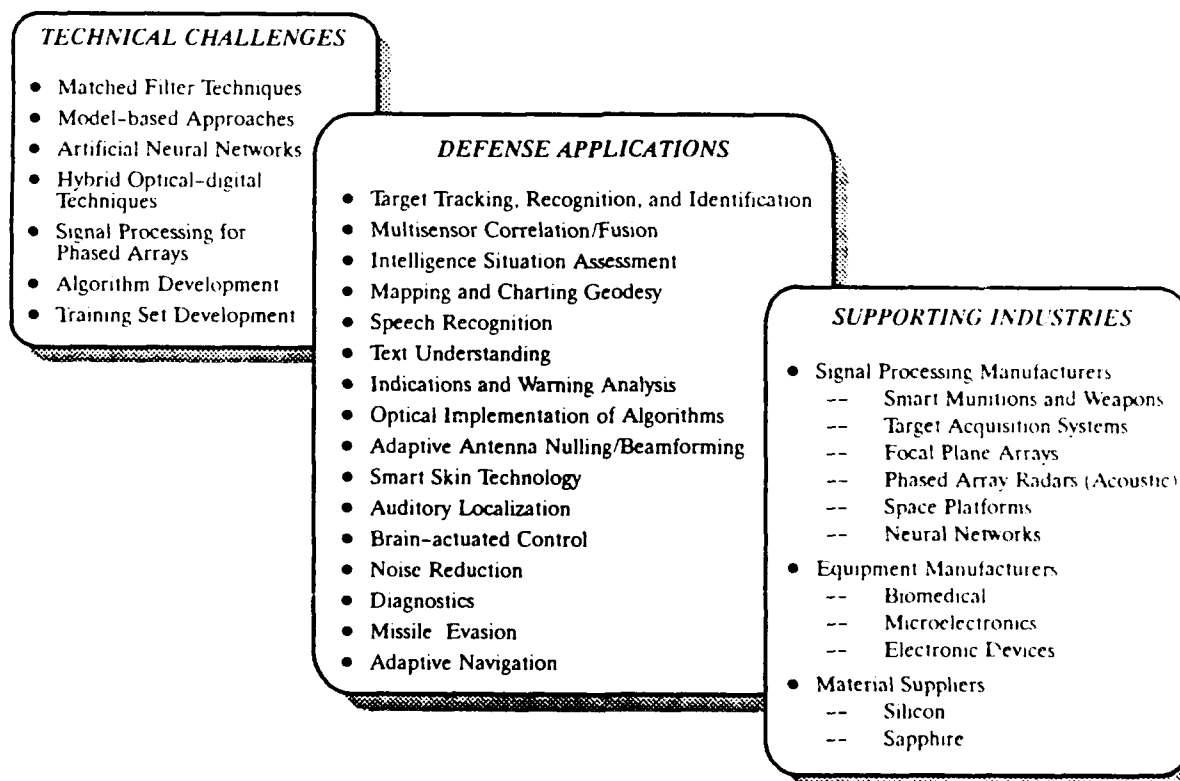 TECHNICAL CHALLENGES
● Matched Filter Techniques
● Model-based Approaches
● Artificial Neural Networks
● Hybrid Optical-digital
Techniques
● Signal Processing for
Phased Arrays
● Algorithm Development
● Training Set Development
DEFENSE APPLICATIONS
● Target Tracking, Recognition, and Identification
● Multisensor Correlation/Fusion
● Intelligence Situation Assessment
● Mapping and Charting Geodesy
● Speech Recognition
● Text Understanding
● Indications and Warning Analysis
● Optical Implementation of Algorithms
● Adaptive Antenna Nulling/Beamforming
● Smart Skin Technology
● Auditory Localization
● Brain-actuated Control
● Noise Reduction
● Diagnostics
● Missile Evasion
● Adaptive Navigation
SUPPORTING INDUSTRIES
● Signal Processing Manufacturers
-- Smart Munitions and Weapons
-- Target Acquisition Systems
-- Focal Plane Arrays
-- Phased Array Radars (Acoustic)
-- Space Platforms
-- Neural Networks
● Equipment Manufacturers
-- Biomedical
-- Microelectronics
-- Electronic Devices
● Material Suppliers
-- Silicon
-- Sapphire